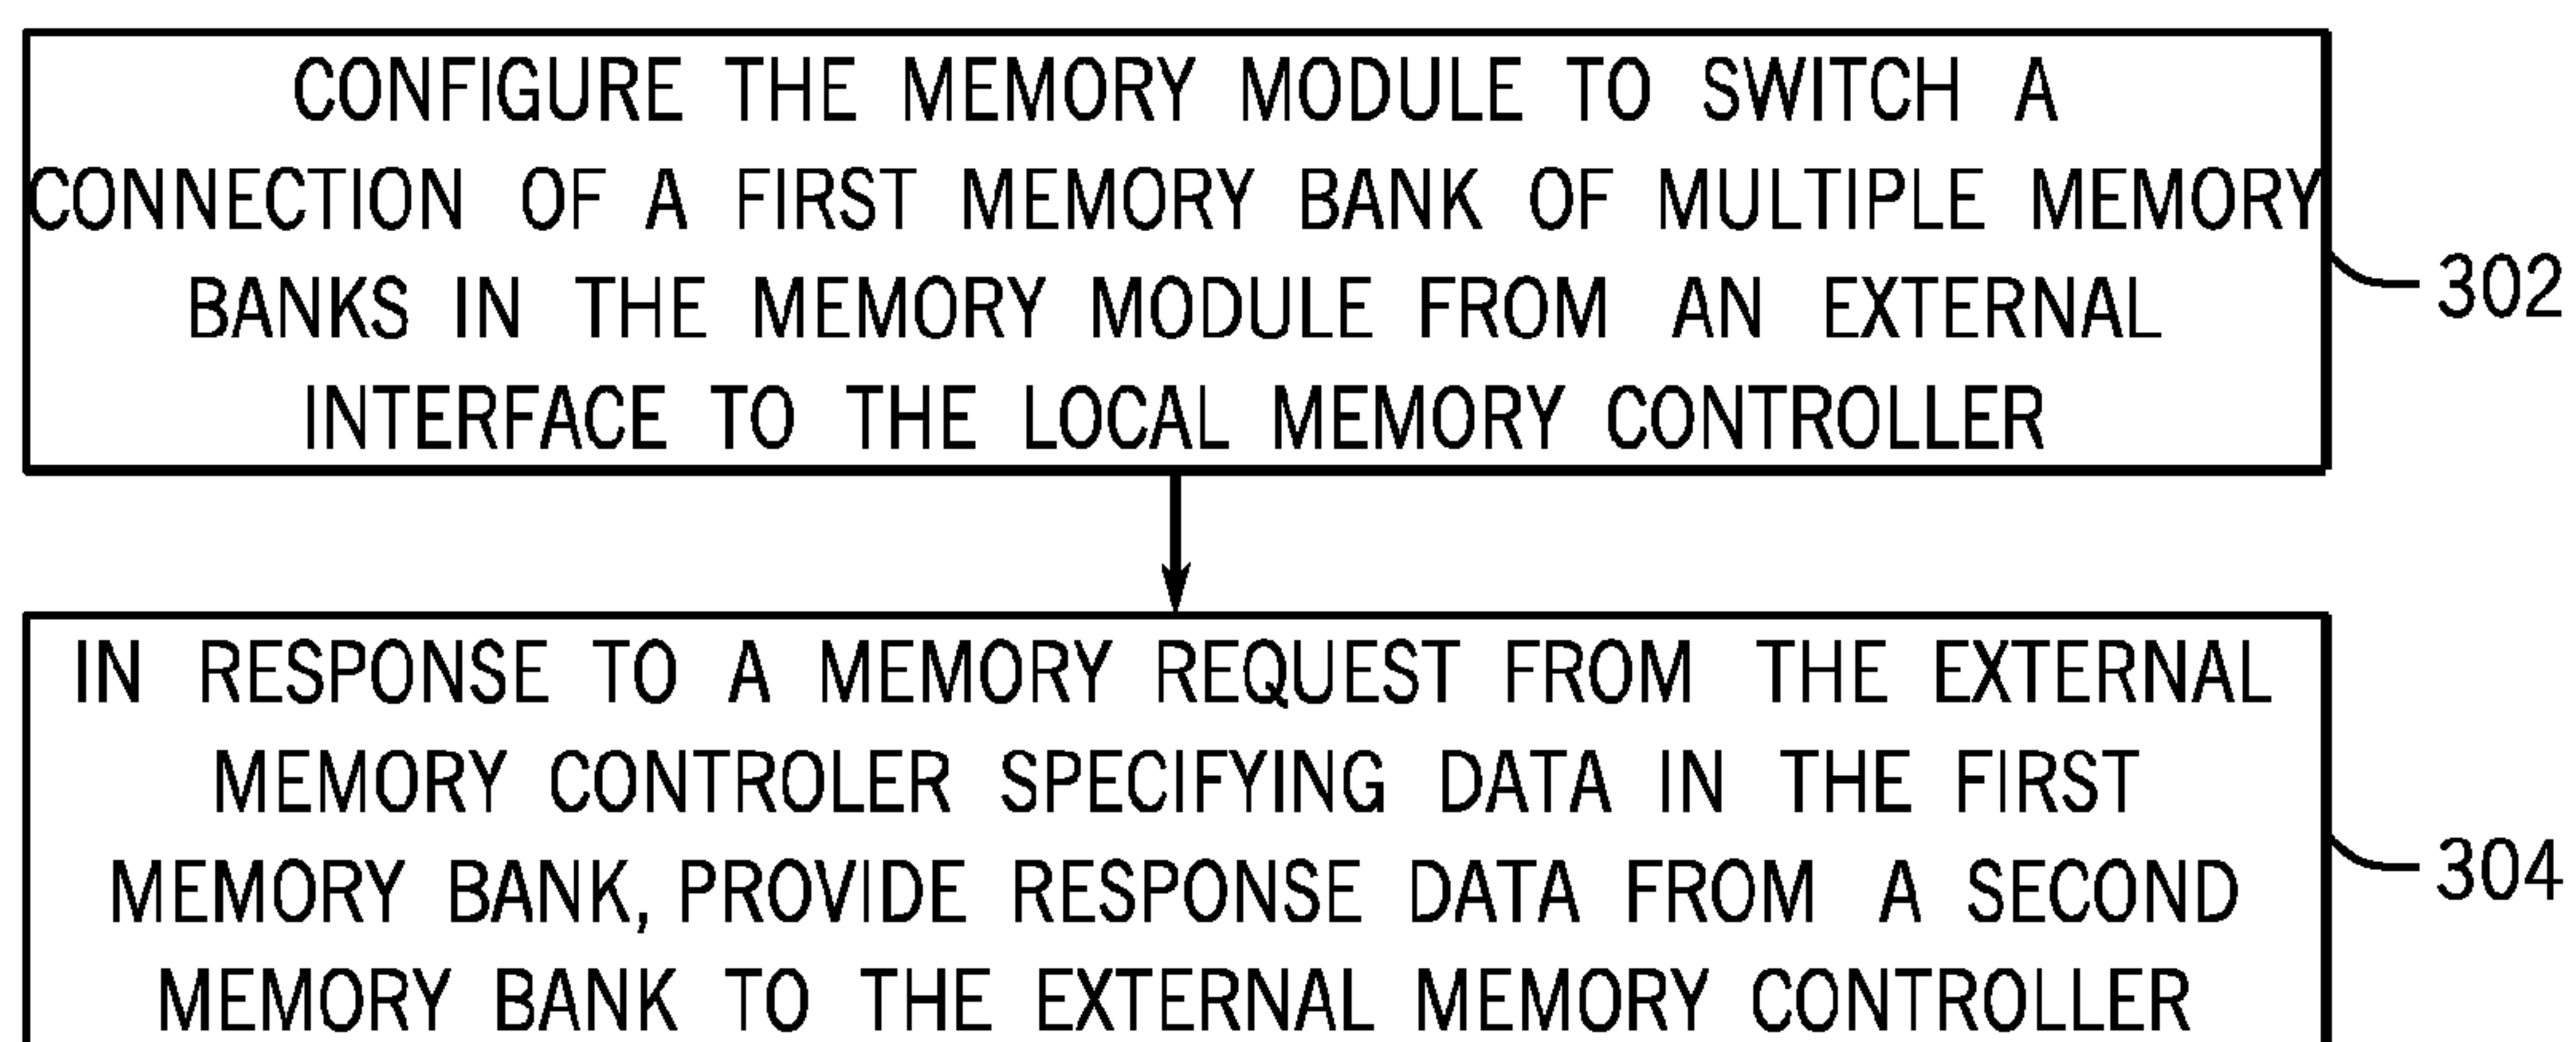 CONFIGURE THE MEMORY MODULE TO SWITCH A
CONNECTION OF A FIRST MEMORY BANK OF MULTIPLE MEMORY
BANKS IN THE MEMORY MODULE FROM AN EXTERNAL
INTERFACE TO THE LOCAL MEMORY CONTROLLER
302
IN RESPONSE TO A MEMORY REQUEST FROM THE EXTERNAL
MEMORY CONTROLER SPECIFYING DATA IN THE FIRST
MEMORY BANK, PROVIDE RESPONSE DATA FROM A SECOND
MEMORY BANK TO THE EXTERNAL MEMORY CONTROLLER
304